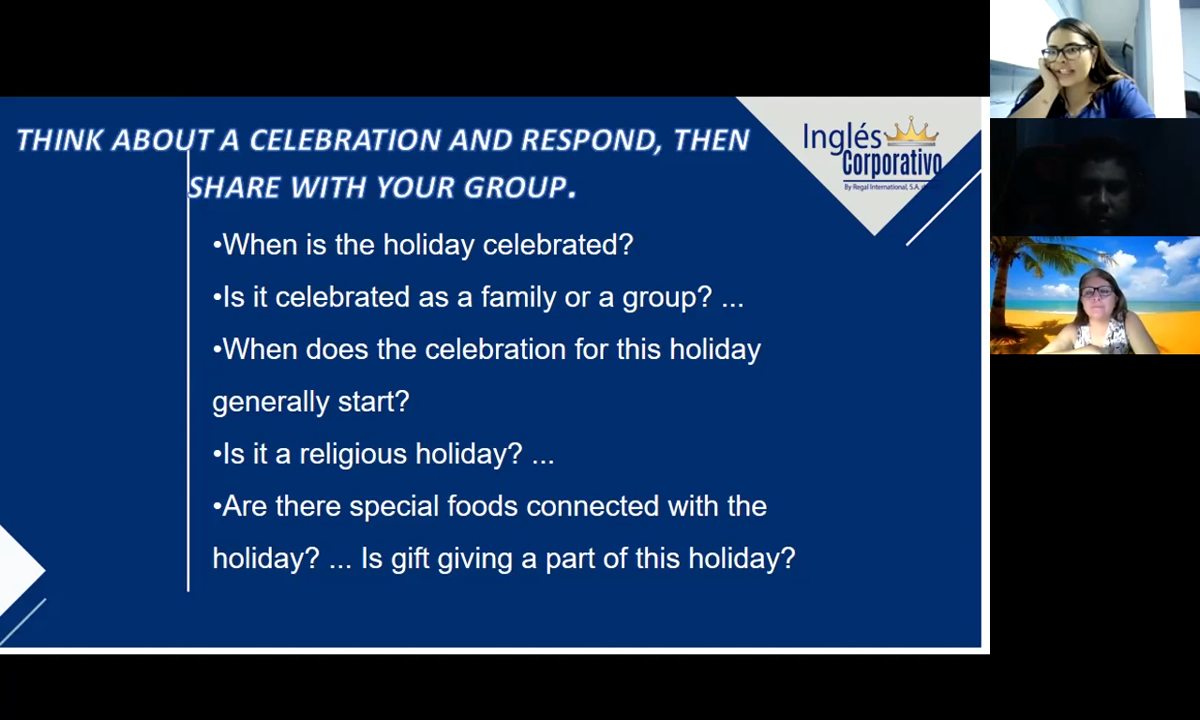 THINK ABOUT A CELEBRATION AND RESPOND, THEN
SHARE WITH YOUR GROUP.
Inglés
Corporativo
By Regal International, S.A.
•When is the holiday celebrated?
•Is it celebrated as a family or a group? ...
•When does the celebration for this holiday
generally start?
•Is it a religious holiday? ...
•Are there special foods connected with the
holiday? ... Is gift giving a part of this holiday?